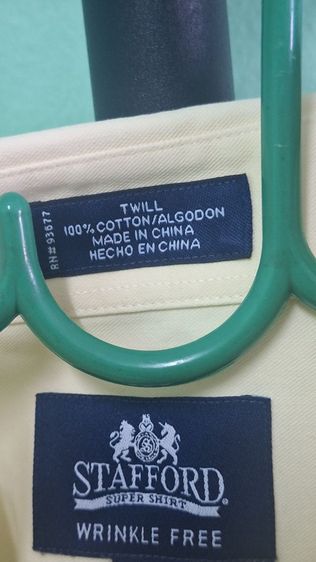 TWILL
100% COTTON/ALGODON
MADE IN CHINA
HECHO EN CHINA
RN# 93677
STAFFORD®
SUPER SHIRT
WRINKLE FREE